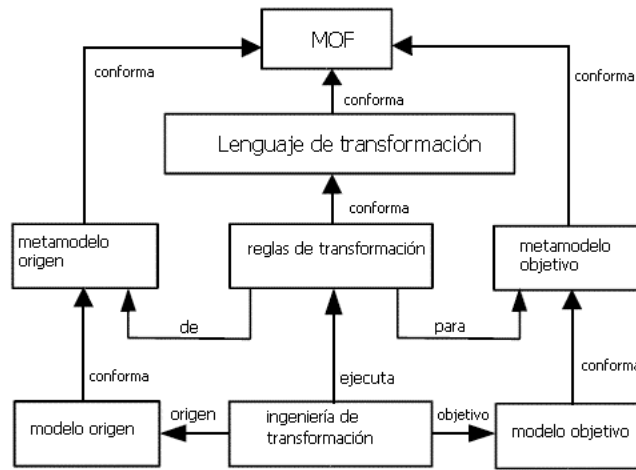 MOF
conforma
conforma
conforma
Lenguaje de transformación
conforma
metamodelo
origen
reglas de transformación
metamodelo
objetivo
de
para
conforma
ejecuta
conforma
modelo origen
origen
ingeniería de
transformación
objetivo
modelo objetivo